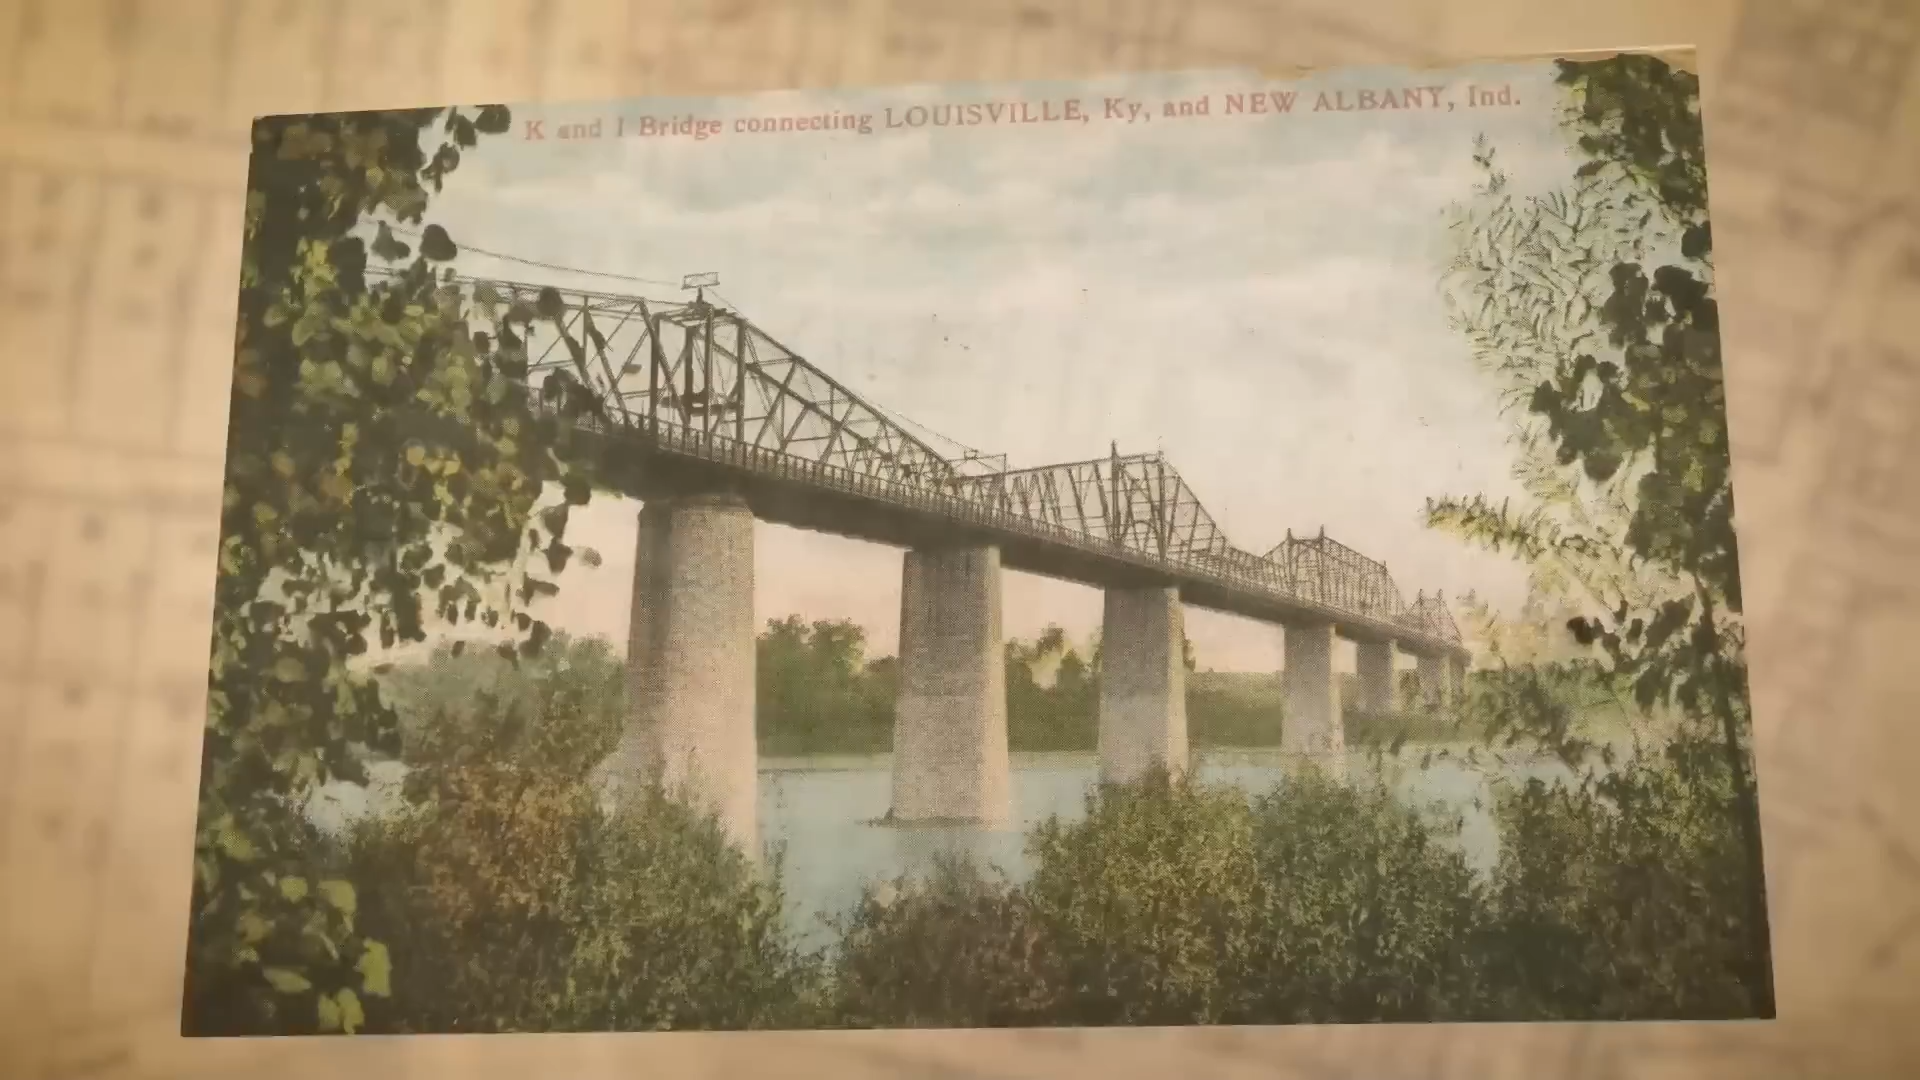 K and I Bridge connecting LOUISVILLE, Ky, and NEW ALBANY, Ind.